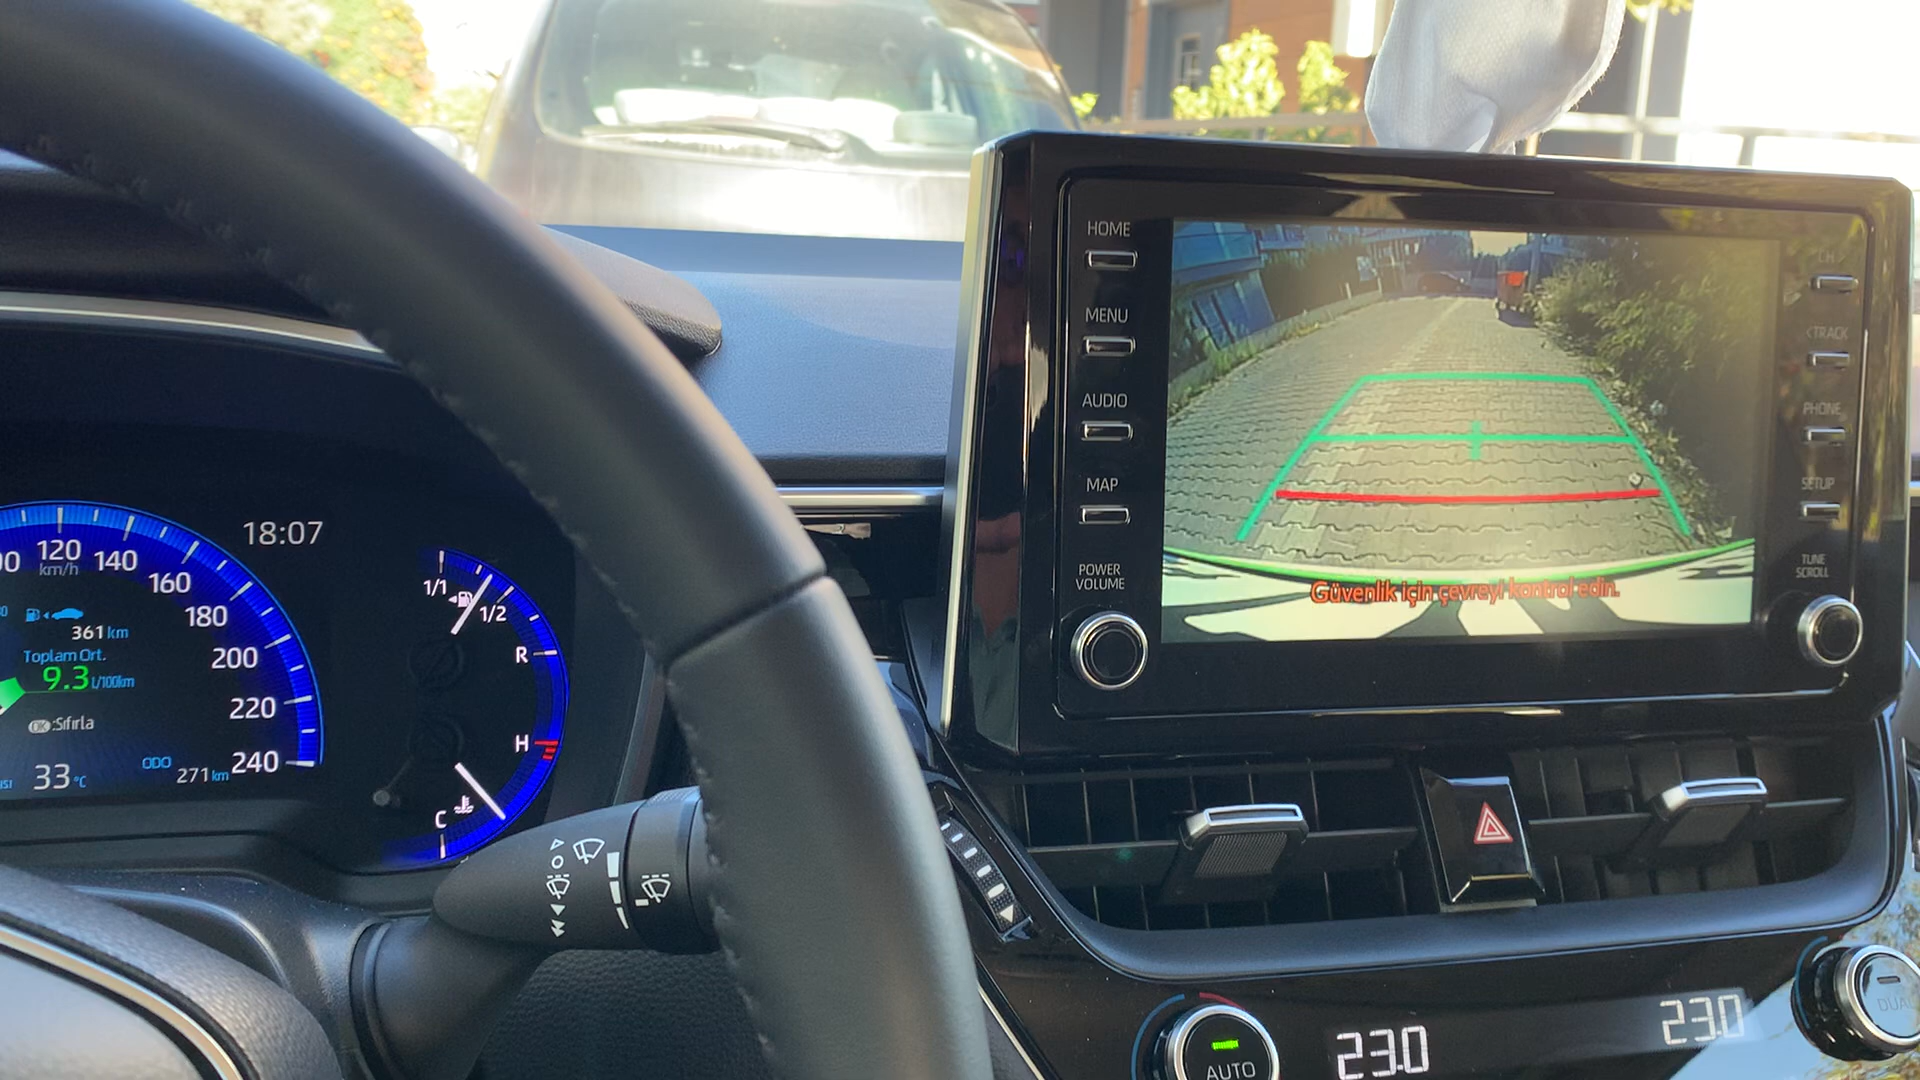 120
km/h
140
160
180
200
220
240
18:07
361 km
Toplam Ort.
9.3 L/100km
OK :Sıfırla
33 °C
ODO
271 km
1/1
1/2
R
H
C
HOME
MENU
AUDIO
MAP
POWER
VOLUME
Güvenlik için çevreyi kontrol edin.
CH
<TRACK
PHONE
SETUP
TUNE
SCROLL
AUTO
23.0
23.0
DUAL